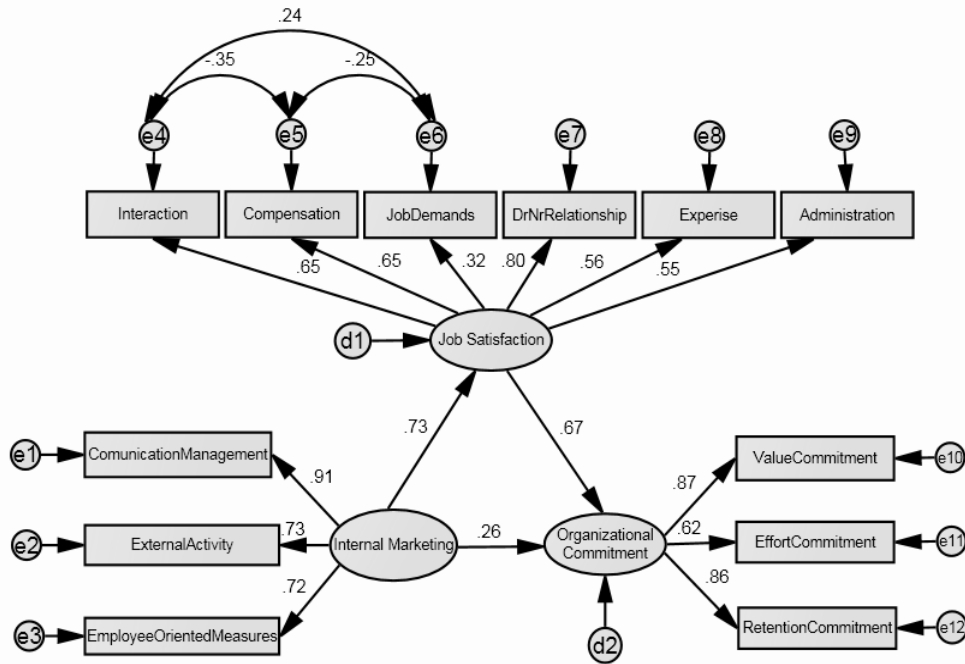 .24
-.35
-.25
e4
e5
e6
e7
e8
e9
Interaction
Compensation
JobDemands
DrNrRelationship
Experise
Administration
.65
.65
.32
.80
.56
.55
d1
Job Satisfaction
.73
.67
e1
ComunicationManagement
.91
e2
ExternalActivity
.73
Internal Marketing
.72
e3
EmployeeOrientedMeasures
.26
Organizational
Commitment
d2
.87
ValueCommitment
e10
.62
EffortCommitment
e11
.86
RetentionCommitment
e12